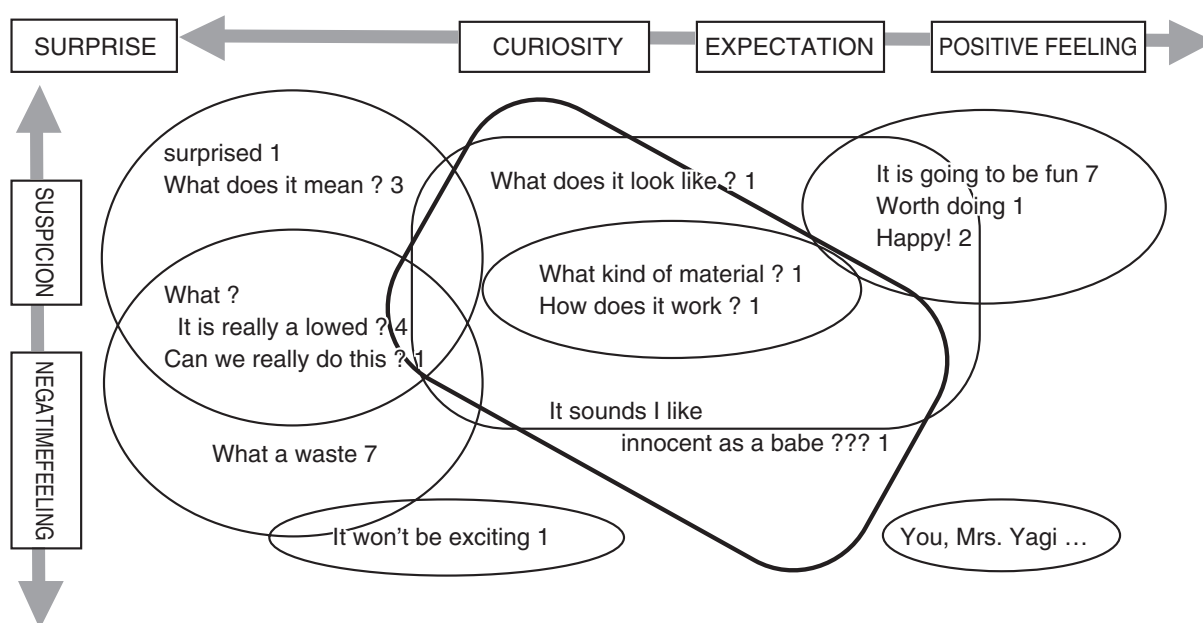 SURPRISE
CURIOSITY
EXPECTATION
POSITIVE FEELING
SUSPICION
NEGATIMEFEELING
surprised 1
What does it mean ? 3
What ?
It is really a lowed ? 4
Can we really do this ? 1
What a waste 7
It won't be exciting 1
What does it look like ? 1
What kind of material ? 1
How does it work ? 1
It sounds I like
innocent as a babe ??? 1
It is going to be fun 7
Worth doing 1
Happy! 2
You, Mrs. Yagi …